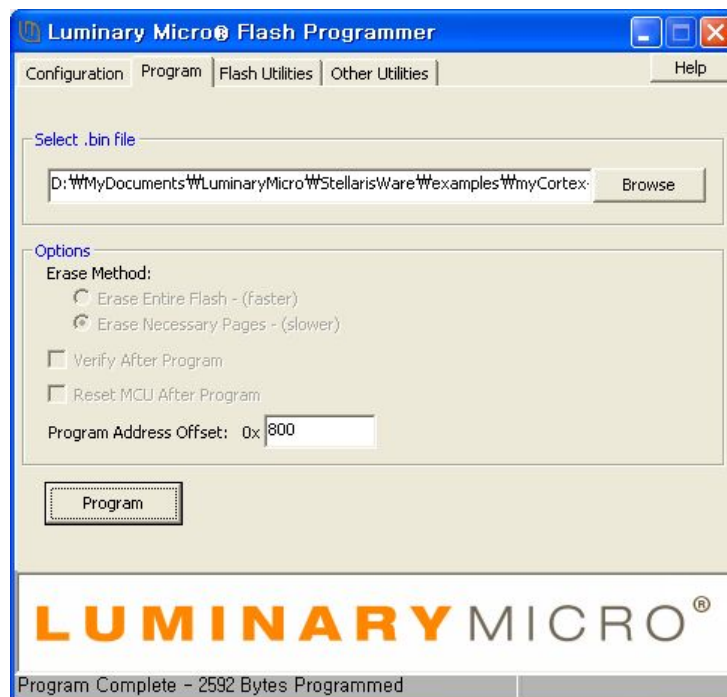 Luminary Micro® Flash Programmer
Configuration Program Flash Utilities Other Utilities Help
Select .bin file
D:₩MyDocuments₩LuminaryMicro₩StellarisWare₩examples₩myCortex- Browse
Options
Erase Method:
Erase Entire Flash - (faster)
Erase Necessary Pages - (slower)
Verify After Program
Reset MCU After Program
Program Address Offset: 0x 800
Program
LUMINARYMICRO®
Program Complete - 2592 Bytes Programmed